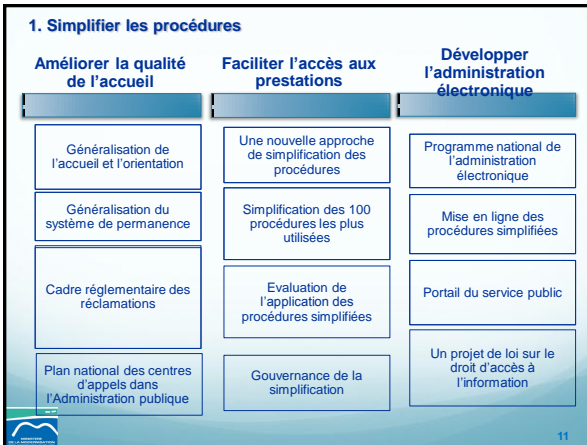 1. Simplifier les procédures
Améliorer la qualité
de l’accueil
Généralisation de
l’accueil et l’orientation
Généralisation du
système de permanence
Cadre réglementaire des
réclamations
Plan national des centres
d’appels dans
l’Administration publique
Faciliter l’accès aux
prestations
Une nouvelle approche
de simplification des
procédures
Simplification des 100
procédures les plus
utilisées
Evaluation de
l’application des
procédures simplifiées
Gouvernance de la
simplification
Développer
l’administration
électronique
Programme national de
l’administration
électronique
Mise en ligne des
procédures simplifiées
Portail du service public
Un projet de loi sur le
droit d’accès à
l’information
MINISTERE
DE LA MODERNISATION
11